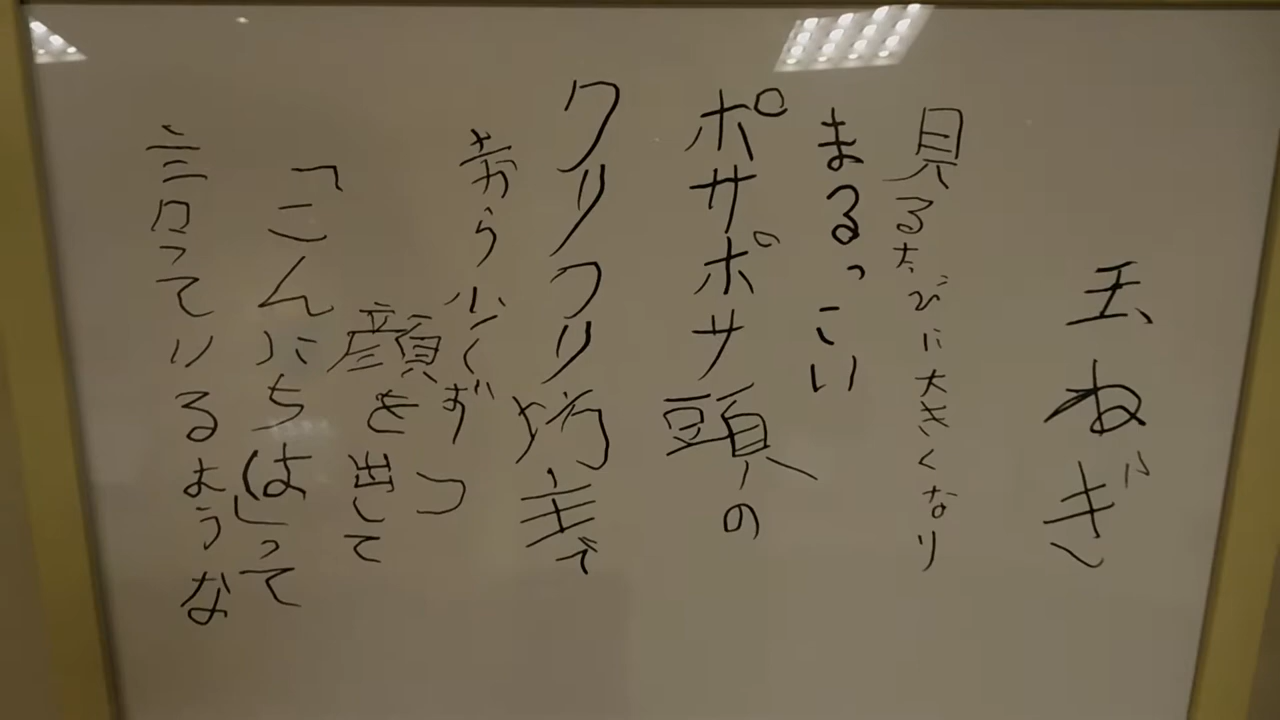 玉ねぎ
見るたびに大きくなり
まるっこい
ポサポサ頭の
クリクリ坊主で
土から少しずつ
顔を出して
「こんにちは」って
言っているような